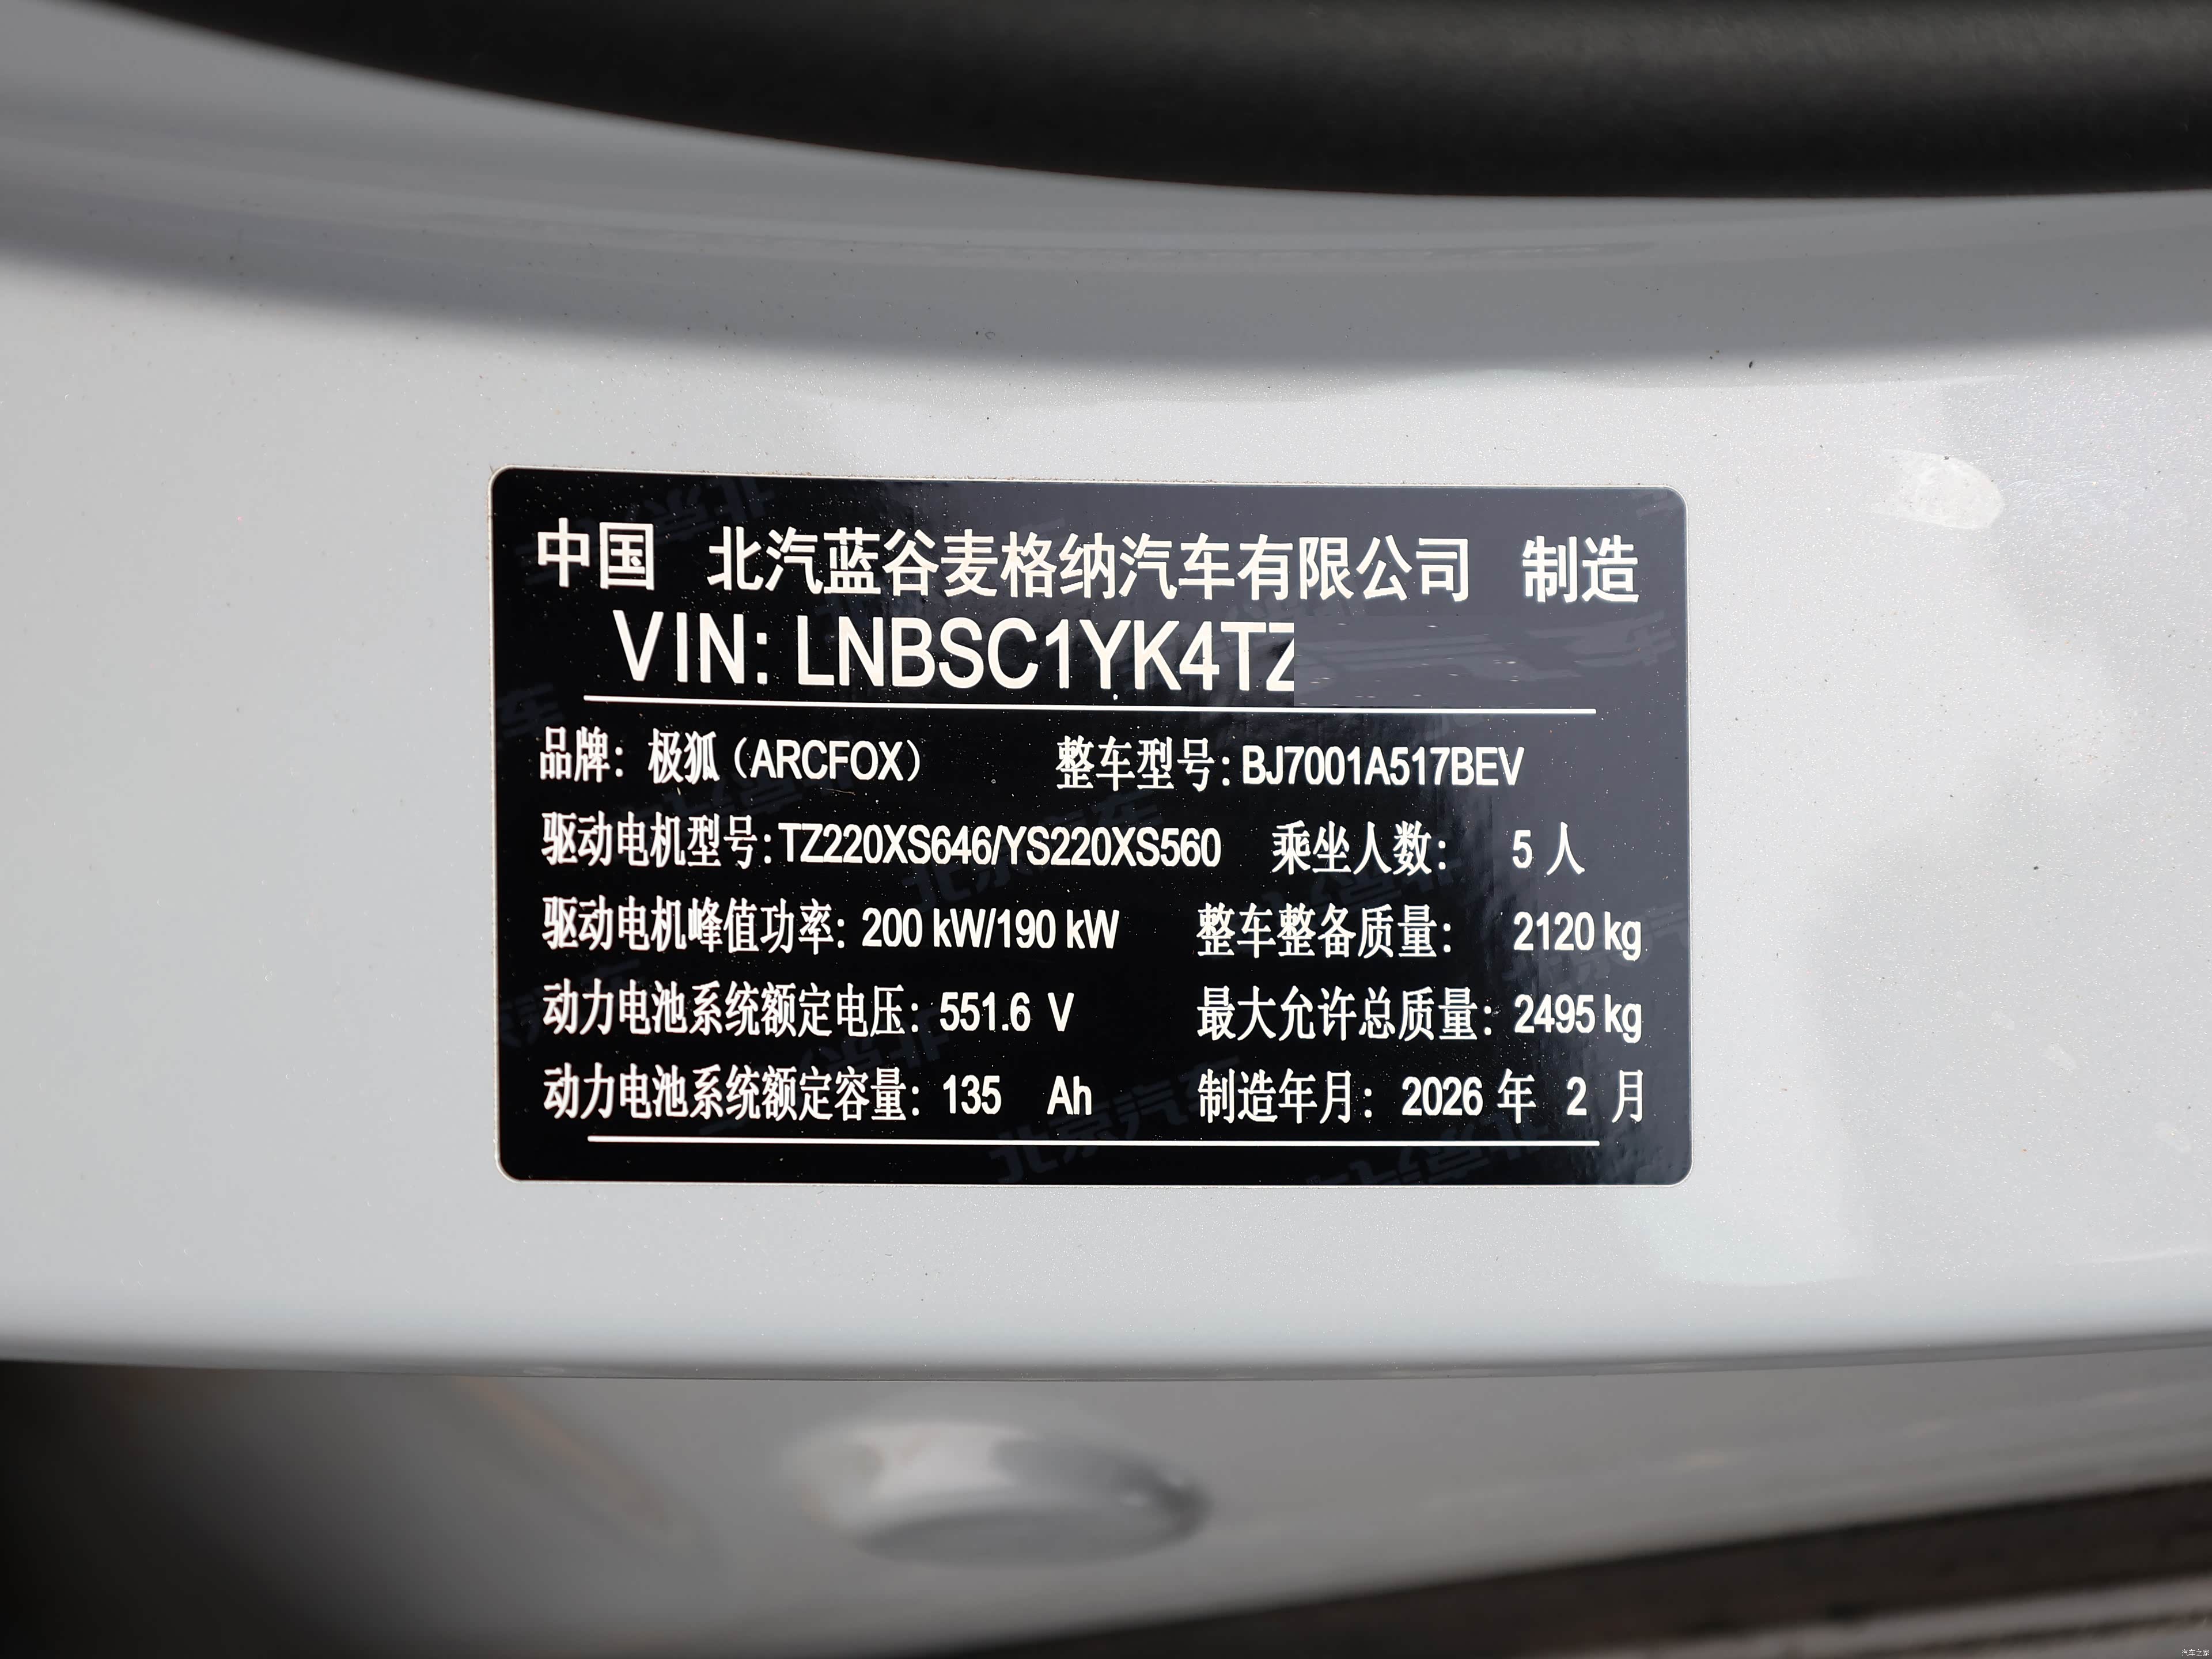 中国 北汽蓝谷麦格纳汽车有限公司 制造
VIN: LNBSC1YK4TZ
品牌: 极狐（ARCFOX） 整车型号: BJ7001A517BEV
驱动电机型号: TZ220XS646/YS220XS560 乘坐人数: 5 人
驱动电机峰值功率: 200 kW/190 kW 整车整备质量: 2120 kg
动力电池系统额定电压: 551.6 V 最大允许总质量: 2495 kg
动力电池系统额定容量: 135 Ah 制造年月: 2026 年 2 月
汽车之家